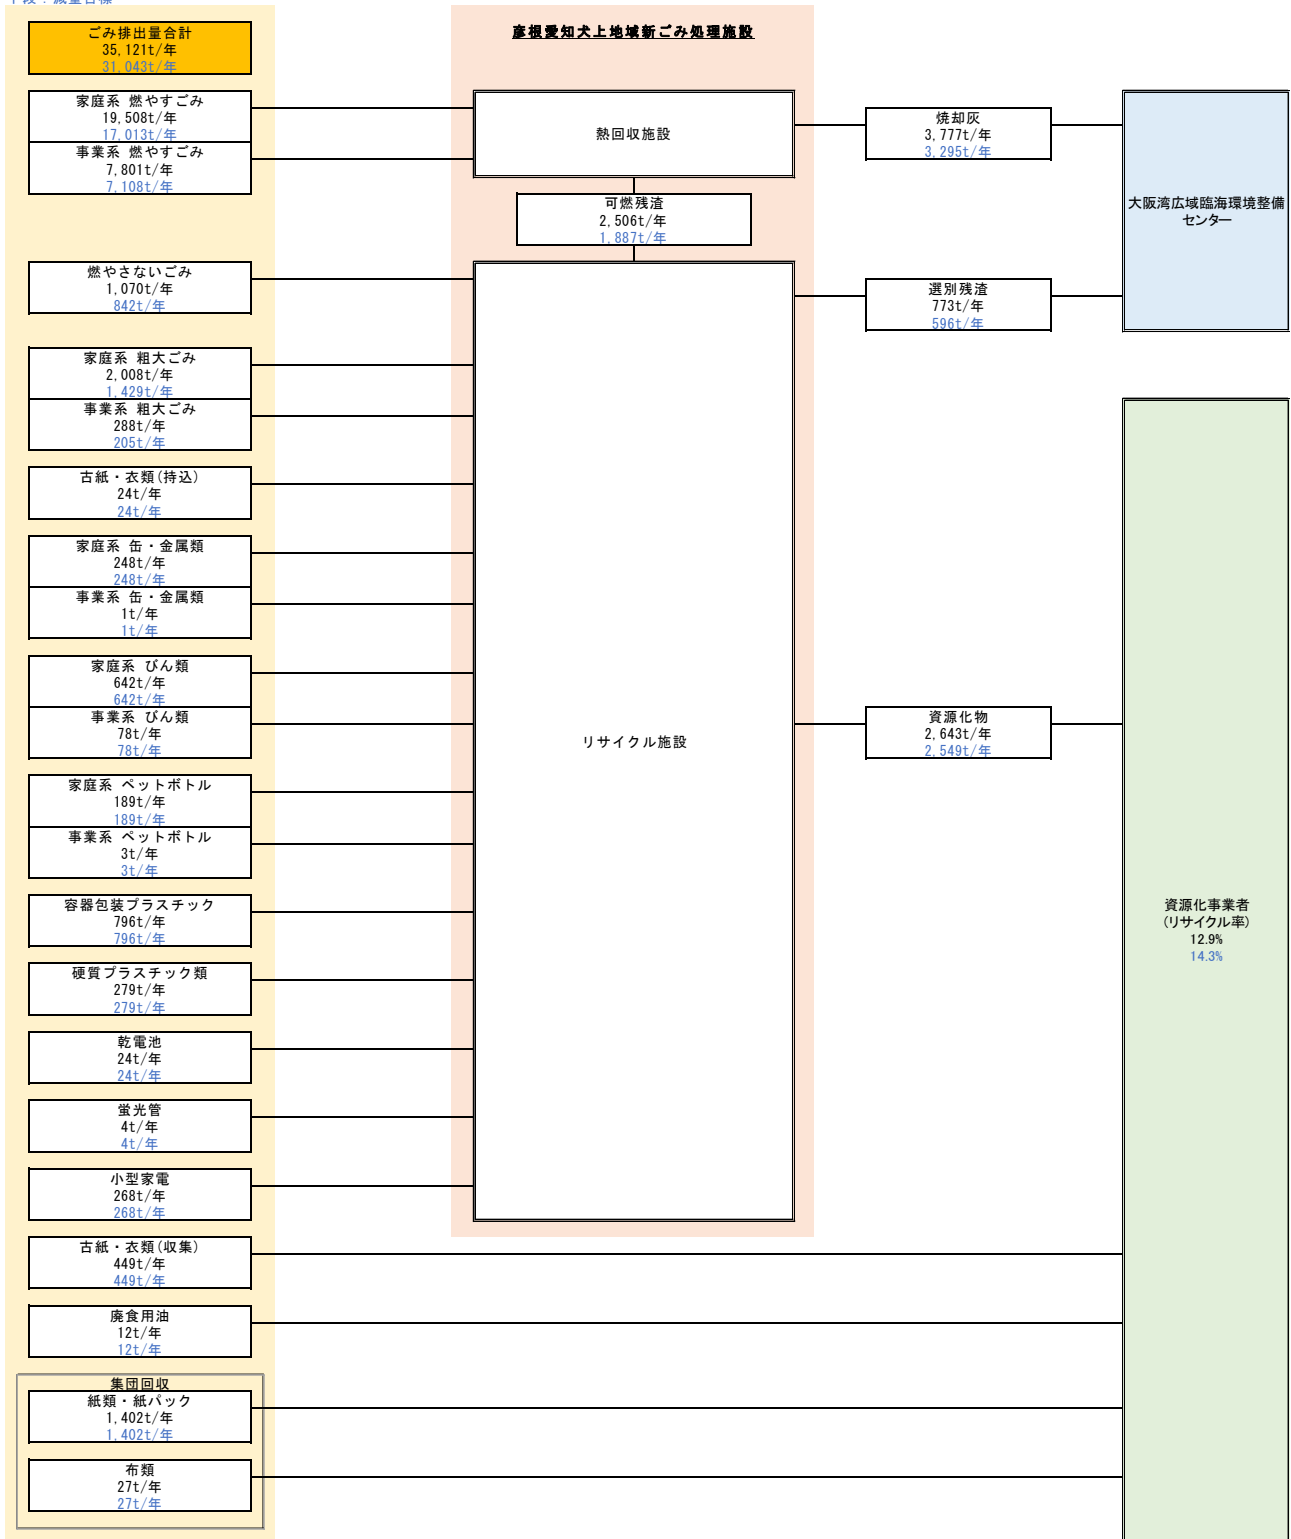 下段：減量目標
ごみ排出量合計
35,121t/年
31,043t/年
彦根愛知犬上地域新ごみ処理施設
家庭系 燃やすごみ
19,508t/年
17,013t/年
事業系 燃やすごみ
7,801t/年
7,108t/年
熱回収施設
焼却灰
3,777t/年
3,295t/年
大阪湾広域臨海環境整備
センター
可燃残渣
2,506t/年
1,887t/年
燃やさないごみ
1,070t/年
842t/年
選別残渣
773t/年
596t/年
家庭系 粗大ごみ
2,008t/年
1,429t/年
事業系 粗大ごみ
288t/年
205t/年
古紙・衣類(持込)
24t/年
24t/年
家庭系 缶・金属類
248t/年
248t/年
事業系 缶・金属類
1t/年
1t/年
家庭系 びん類
642t/年
642t/年
事業系 びん類
78t/年
78t/年
リサイクル施設
資源化物
2,643t/年
2,549t/年
家庭系 ペットボトル
189t/年
189t/年
事業系 ペットボトル
3t/年
3t/年
容器包装プラスチック
796t/年
796t/年
資源化事業者
(リサイクル率)
12.9%
14.3%
硬質プラスチック類
279t/年
279t/年
乾電池
24t/年
24t/年
蛍光管
4t/年
4t/年
小型家電
268t/年
268t/年
古紙・衣類(収集)
449t/年
449t/年
廃食用油
12t/年
12t/年
集団回収
紙類・紙パック
1,402t/年
1,402t/年
布類
27t/年
27t/年